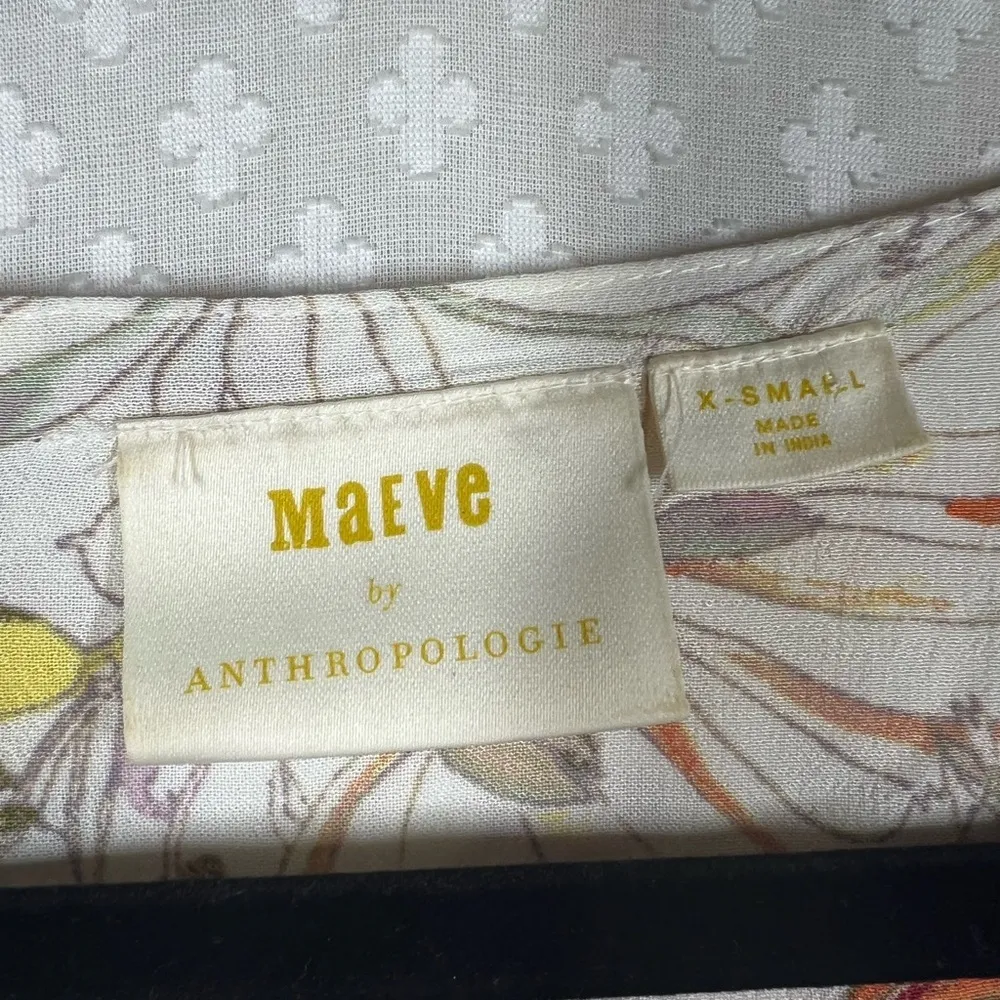 MaEve
by
ANTHROPOLOGIE
X-SMALL
MADE
IN INDIA